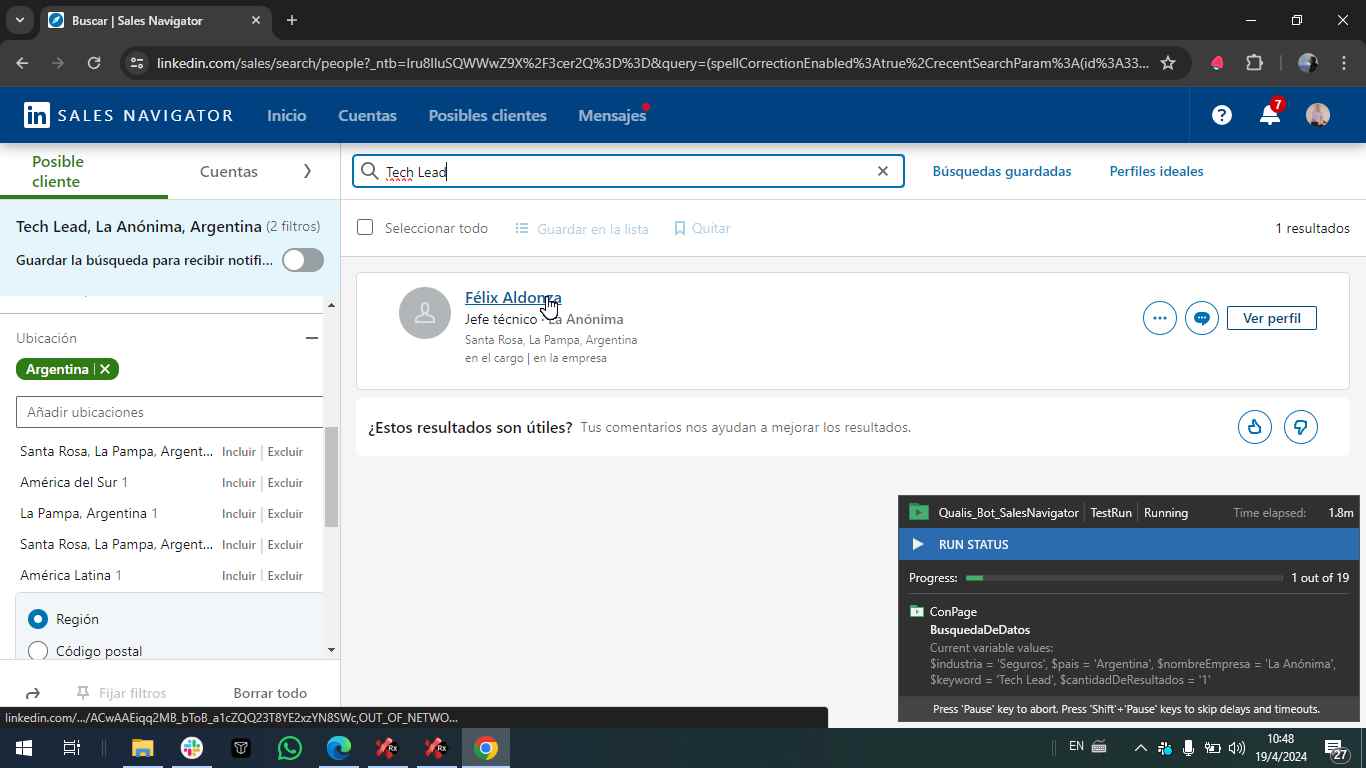 Buscar | Sales Navigator
linkedin.com/sales/search/people?_ntb=Iru8IluSQWWwZ9X%2F3cer2Q%3D%3D&query=(spellCorrectionEnabled%3Atrue%2CrecentSearchParam%3A(id%3A33...
in SALES NAVIGATOR
Inicio
Cuentas
Posibles clientes
Mensajes
7
Posible cliente
Cuentas
Tech Lead
Búsquedas guardadas
Perfiles ideales
Tech Lead, La Anónima, Argentina (2 filtros)
Guardar la búsqueda para recibir notifi...
Seleccionar todo
Guardar en la lista
Quitar
1 resultados
Ubicación
Argentina
Añadir ubicaciones
Santa Rosa, La Pampa, Argent... Incluir | Excluir
América del Sur 1 Incluir | Excluir
La Pampa, Argentina 1 Incluir | Excluir
Santa Rosa, La Pampa, Argent... Incluir | Excluir
América Latina 1 Incluir | Excluir
Región
Código postal
Fijar filtros
Borrar todo
Félix Aldonza
Jefe técnico · La Anónima
Santa Rosa, La Pampa, Argentina
en el cargo | en la empresa
Ver perfil
¿Estos resultados son útiles? Tus comentarios nos ayudan a mejorar los resultados.
Qualis_Bot_SalesNavigator TestRun Running Time elapsed: 1.8m
RUN STATUS
Progress: 1 out of 19
ConPage
BusquedaDeDatos
Current variable values:
$industria = 'Seguros', $pais = 'Argentina', $nombreEmpresa = 'La Anónima',
$keyword = 'Tech Lead', $cantidadDeResultados = '1'
Press 'Pause' key to abort. Press 'Shift'+'Pause' keys to skip delays and timeouts.
linkedin.com/.../ACwAAEiqq2MB_bToB_a1cZQQ23T8YE2xzYN8SWc,OUT_OF_NETWO...
Rx
Rx
EN
10:48
19/4/2024
27